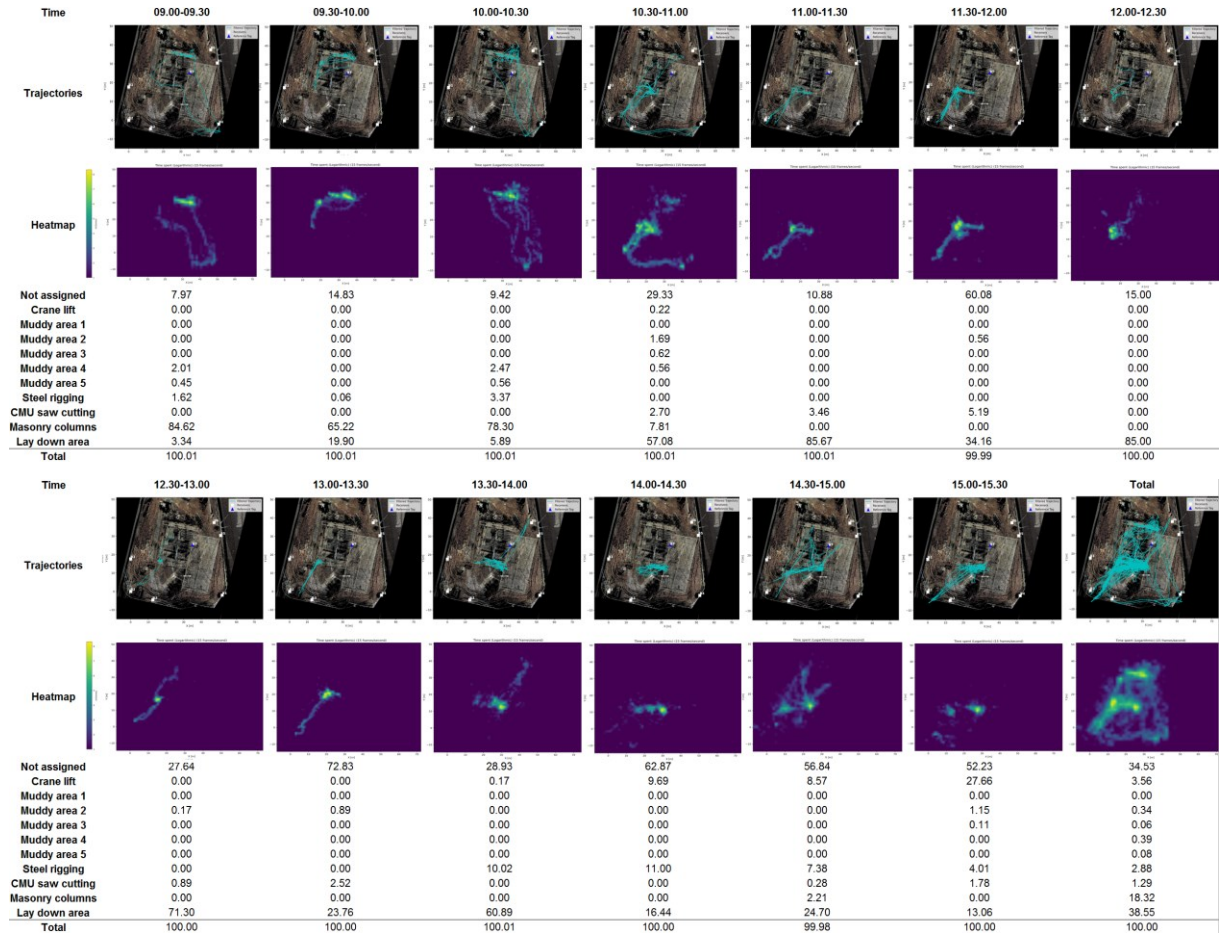 Time 09.00-09.30 09.30-10.00 10.00-10.30 10.30-11.00 11.00-11.30 11.30-12.00 12.00-12.30
Trajectories
Heatmap
Not assigned 7.97 14.83 9.42 29.33 10.88 60.08 15.00
Crane lift 0.00 0.00 0.00 0.22 0.00 0.00 0.00
Muddy area 1 0.00 0.00 0.00 0.00 0.00 0.00 0.00
Muddy area 2 0.00 0.00 0.00 1.69 0.00 0.56 0.00
Muddy area 3 0.00 0.00 0.00 0.62 0.00 0.00 0.00
Muddy area 4 2.01 0.00 2.47 0.56 0.00 0.00 0.00
Muddy area 5 0.45 0.00 0.56 0.00 0.00 0.00 0.00
Steel rigging 1.62 0.06 3.37 0.00 0.00 0.00 0.00
CMU saw cutting 0.00 0.00 0.00 2.70 3.46 5.19 0.00
Masonry columns 84.62 65.22 78.30 7.81 0.00 0.00 0.00
Lay down area 3.34 19.90 5.89 57.08 85.67 34.16 85.00
Total 100.01 100.01 100.01 100.01 100.01 99.99 100.00
Time 12.30-13.00 13.00-13.30 13.30-14.00 14.00-14.30 14.30-15.00 15.00-15.30 Total
Trajectories
Heatmap
Not assigned 27.64 72.83 28.93 62.87 56.84 52.23 34.53
Crane lift 0.00 0.00 0.17 9.69 8.57 27.66 3.56
Muddy area 1 0.00 0.00 0.00 0.00 0.00 0.00 0.00
Muddy area 2 0.17 0.89 0.00 0.00 0.00 1.15 0.34
Muddy area 3 0.00 0.00 0.00 0.00 0.00 0.11 0.06
Muddy area 4 0.00 0.00 0.00 0.00 0.00 0.00 0.39
Muddy area 5 0.00 0.00 0.00 0.00 0.00 0.00 0.08
Steel rigging 0.00 0.00 10.02 11.00 7.38 4.01 2.88
CMU saw cutting 0.89 2.52 0.00 0.00 0.28 1.78 1.29
Masonry columns 0.00 0.00 0.00 0.00 2.21 0.00 18.32
Lay down area 71.30 23.76 60.89 16.44 24.70 13.06 38.55
Total 100.00 100.00 100.01 100.00 99.98 100.00 100.00